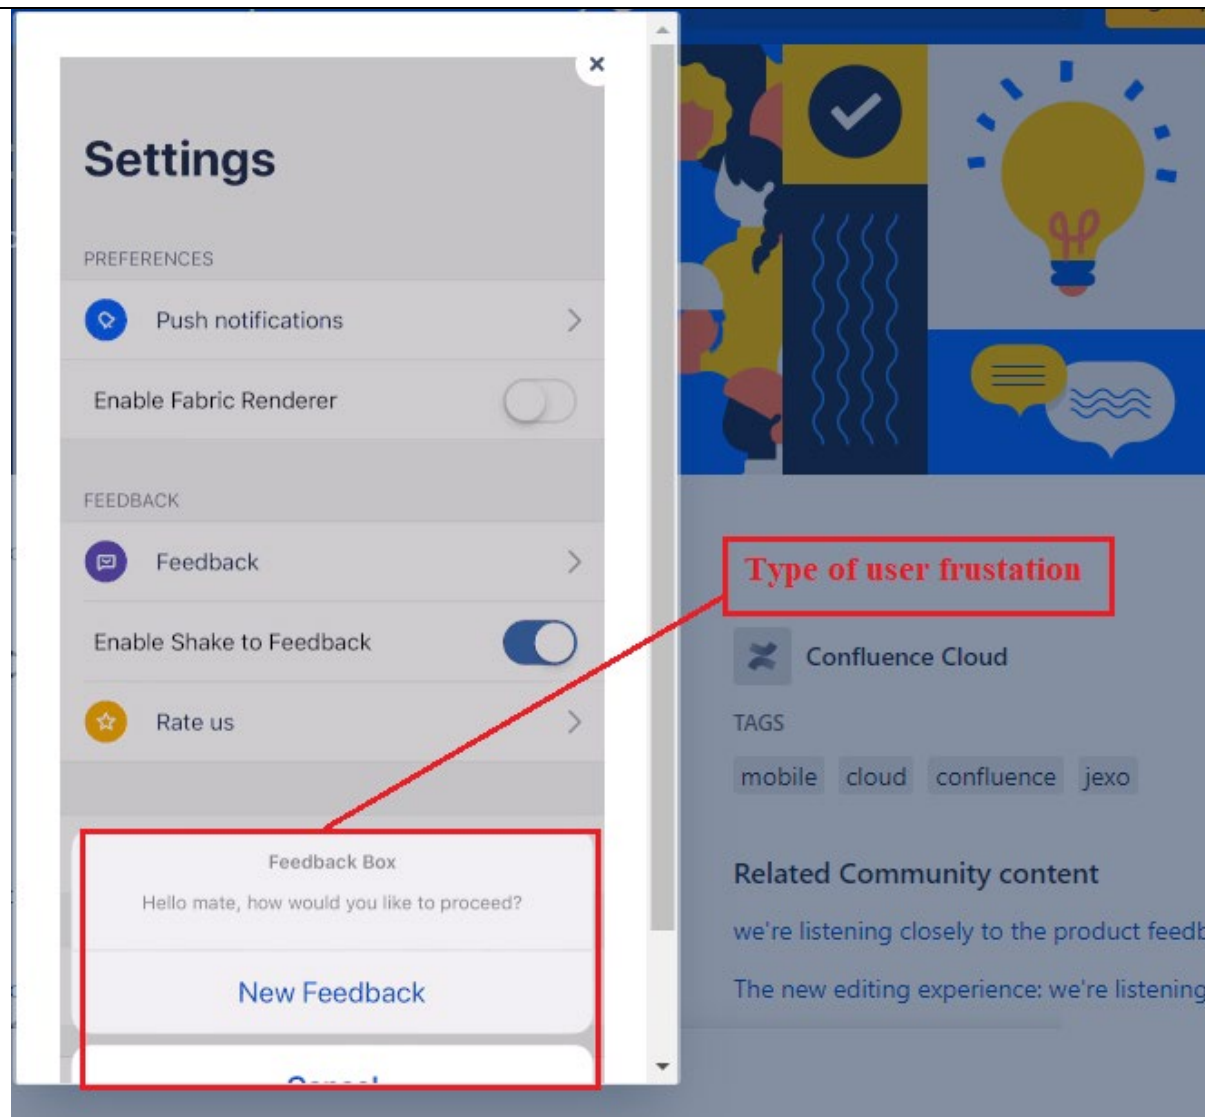 Settings
PREFERENCES
Push notifications
Enable Fabric Renderer
FEEDBACK
Feedback
Enable Shake to Feedback
Rate us
Feedback Box
Hello mate, how would you like to proceed?
New Feedback
Cancel
Type of user frustation
Confluence Cloud
TAGS
mobile cloud confluence jexo
Related Community content
we're listening closely to the product feedb
The new editing experience: we're listening